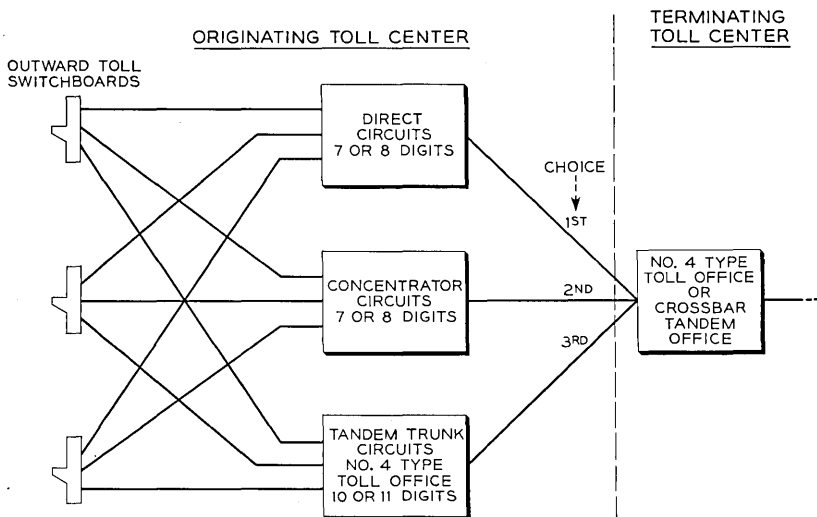 ORIGINATING TOLL CENTER
TERMINATING
TOLL CENTER
OUTWARD TOLL
SWITCHBOARDS
DIRECT
CIRCUITS
7 OR 8 DIGITS
CHOICE
1ST
CONCENTRATOR
CIRCUITS
7 OR 8 DIGITS
2ND
NO. 4 TYPE
TOLL OFFICE
OR
CROSSBAR
TANDEM
OFFICE
3RD
TANDEM TRUNK
CIRCUITS
NO. 4 TYPE
TOLL OFFICE
10 OR 11 DIGITS